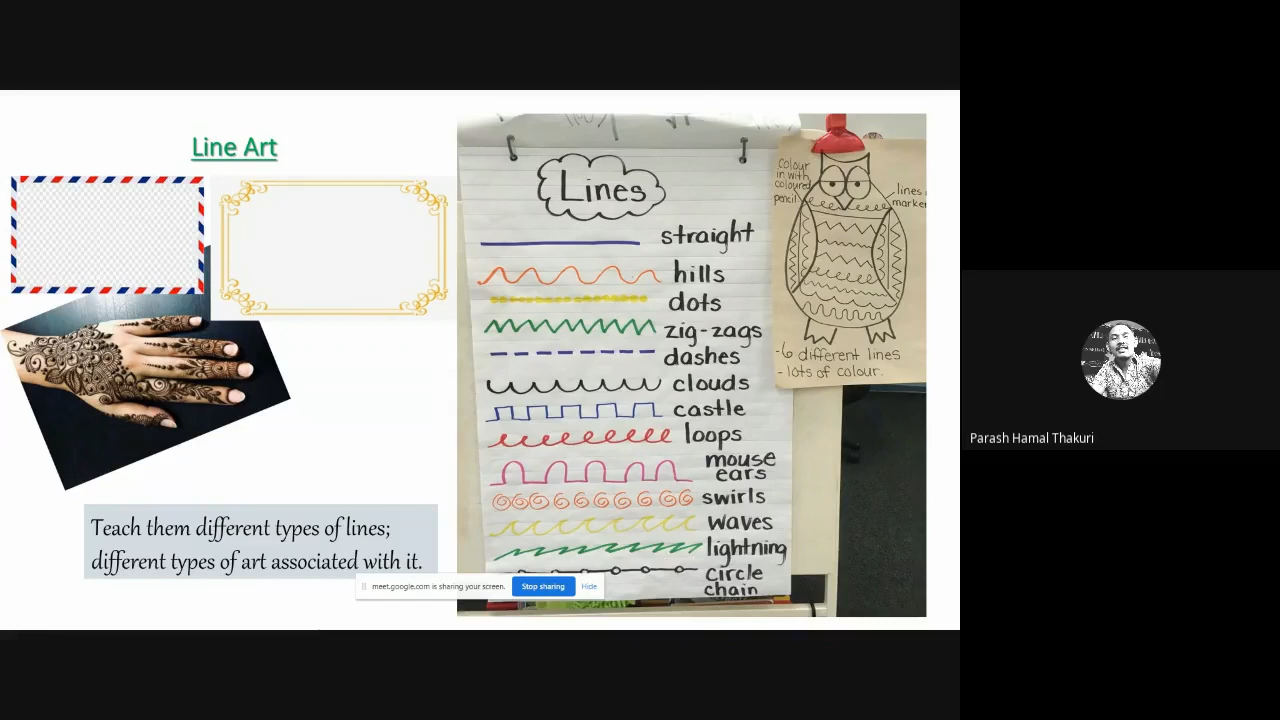 Line Art
Teach them different types of lines;
different types of art associated with it.
meet.google.com is sharing your screen.
Stop sharing
Hide
Lines
straight
hills
dots
zig-zags
dashes
clouds
castle
loops
mouse
ears
swirls
waves
lightning
circle
chain
colour
in with
coloured
pencil
lines
marker
-6 different lines
- lots of colour.
Parash Hamal Thakuri